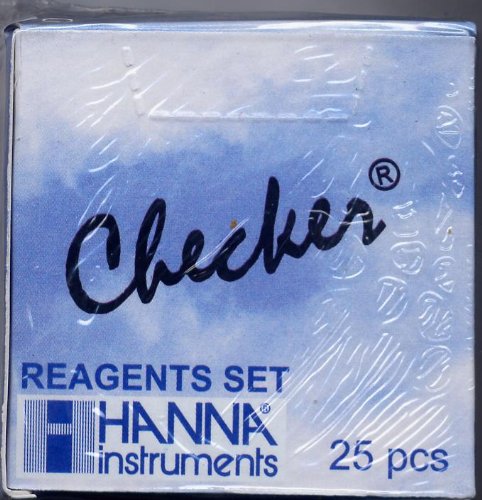 Checker®
REAGENTS SET
HANNA®
instruments
25 pcs